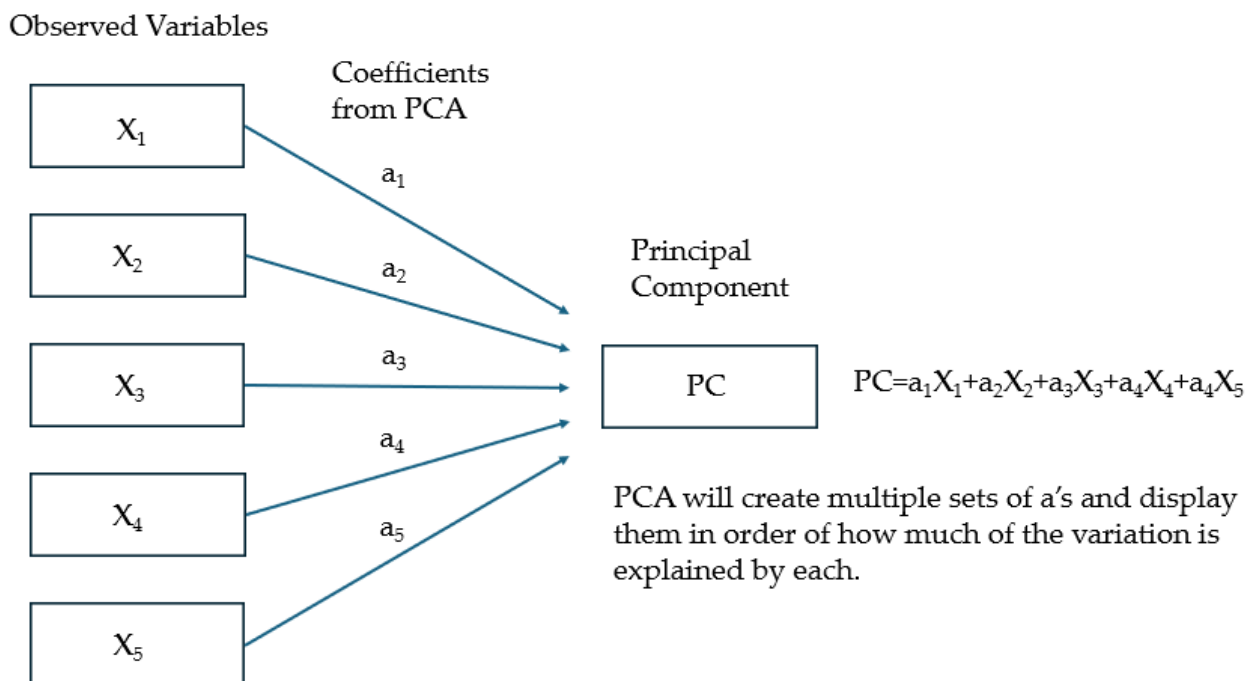 Observed Variables
Coefficients
from PCA
X₁
a₁
X₂
a₂
Principal
Component
X₃
a₃
PC
PC=a₁X₁+a₂X₂+a₃X₃+a₄X₄+a₄X₅
a₄
X₄
PCA will create multiple sets of a's and display
them in order of how much of the variation is
explained by each.
a₅
X₅